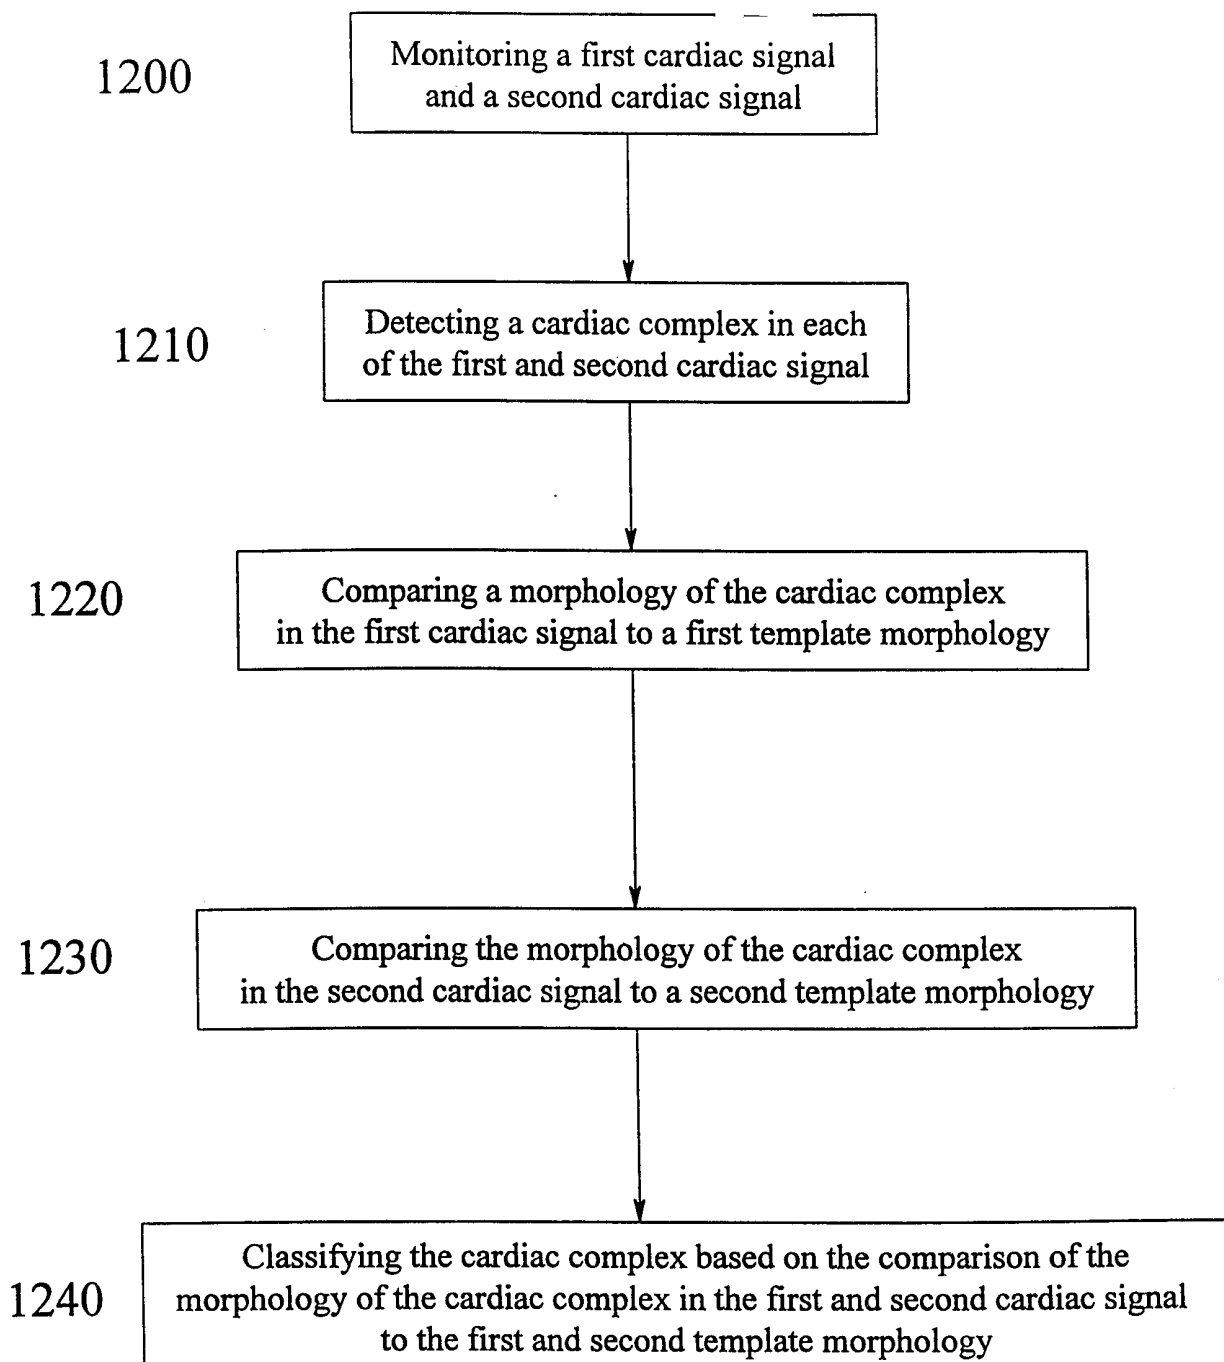 1200
Monitoring a first cardiac signal
and a second cardiac signal
1210
Detecting a cardiac complex in each
of the first and second cardiac signal
1220
Comparing a morphology of the cardiac complex
in the first cardiac signal to a first template morphology
1230
Comparing the morphology of the cardiac complex
in the second cardiac signal to a second template morphology
1240
Classifying the cardiac complex based on the comparison of the
morphology of the cardiac complex in the first and second cardiac signal
to the first and second template morphology